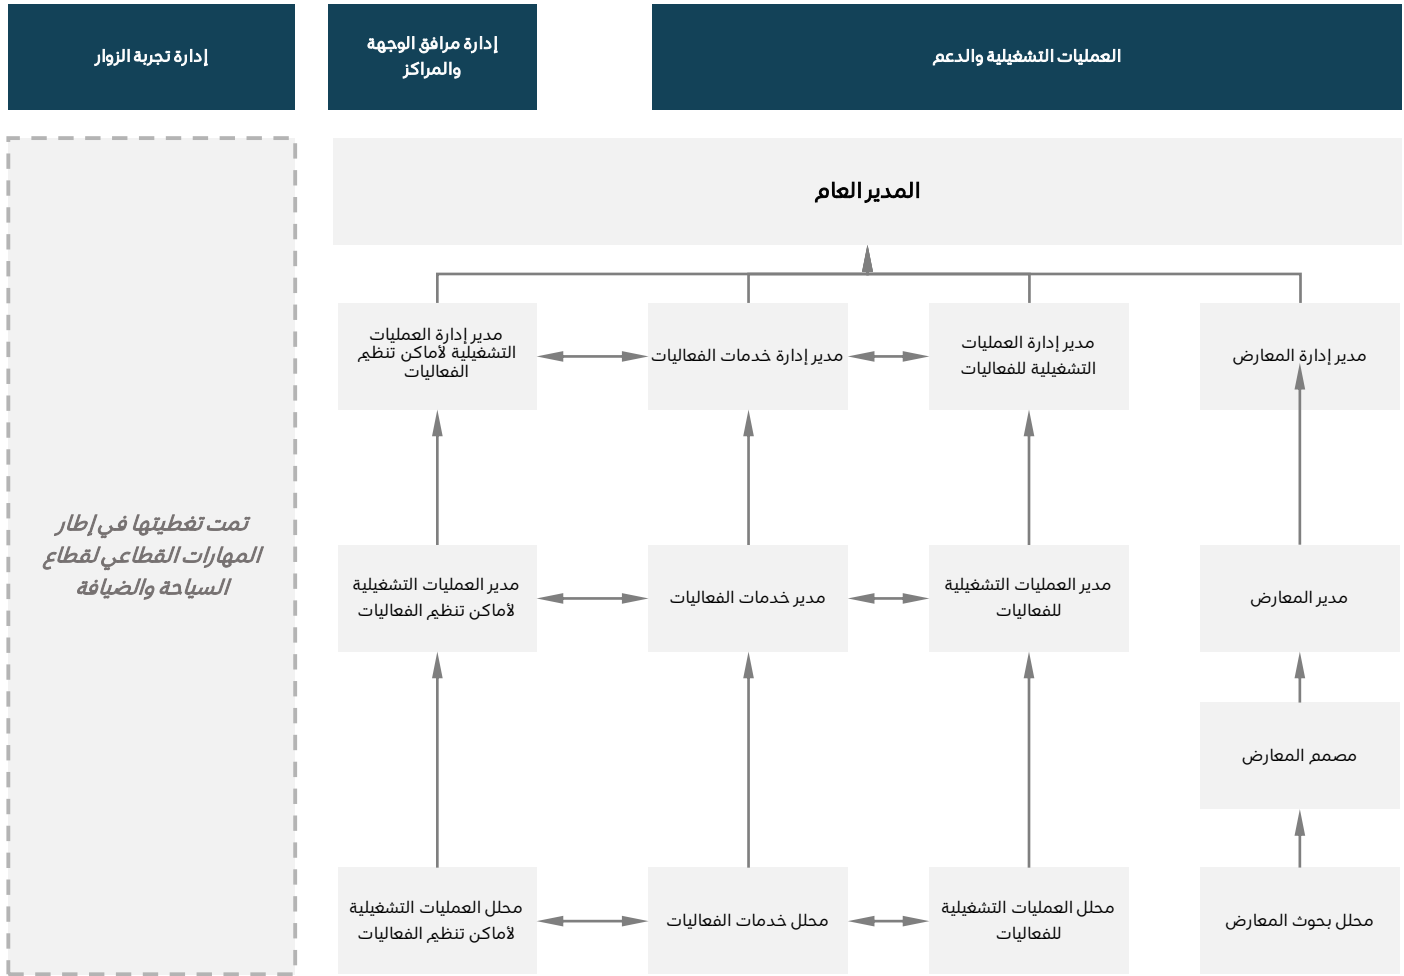 العمليات التشغيلية والدعم
إدارة مرافق الوجهة
والمراكز
إدارة تجربة الزوار
المدير العام
مدير إدارة المعارض
مدير إدارة العمليات
التشغيلية للفعاليات
مدير إدارة خدمات الفعاليات
مدير إدارة العمليات
التشغيلية لأماكن تنظيم
الفعاليات
تمت تغطيتها في إطار
المهارات القطاعي لقطاع
السياحة والضيافة
مدير المعارض
مدير العمليات التشغيلية
للفعاليات
مدير خدمات الفعاليات
مدير العمليات التشغيلية
لأماكن تنظيم الفعاليات
مصمم المعارض
محلل بحوث المعارض
محلل العمليات التشغيلية
للفعاليات
محلل خدمات الفعاليات
محلل العمليات التشغيلية
لأماكن تنظيم الفعاليات